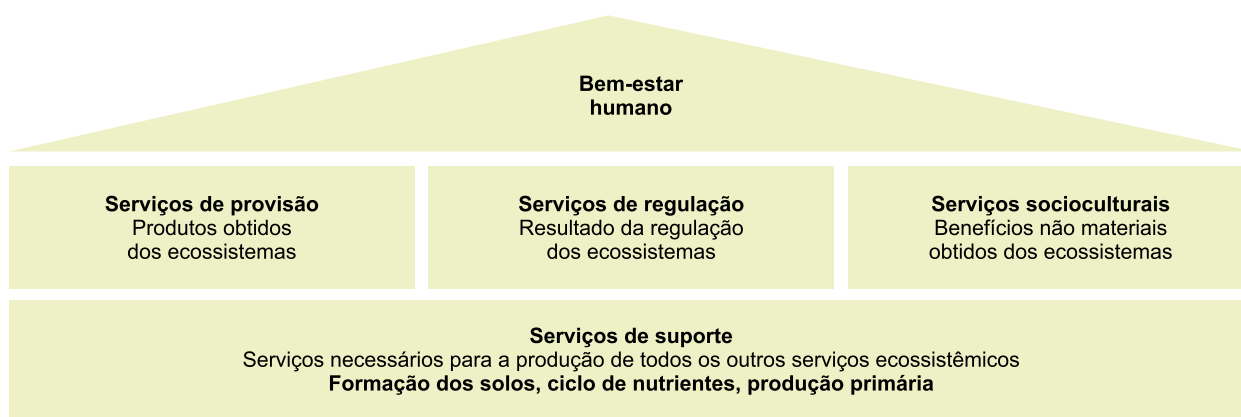 Bem-estar
humano
Serviços de provisão
Produtos obtidos
dos ecossistemas
Serviços de regulação
Resultado da regulação
dos ecossistemas
Serviços socioculturais
Benefícios não materiais
obtidos dos ecossistemas
Serviços de suporte
Serviços necessários para a produção de todos os outros serviços ecossistêmicos
Formação dos solos, ciclo de nutrientes, produção primária